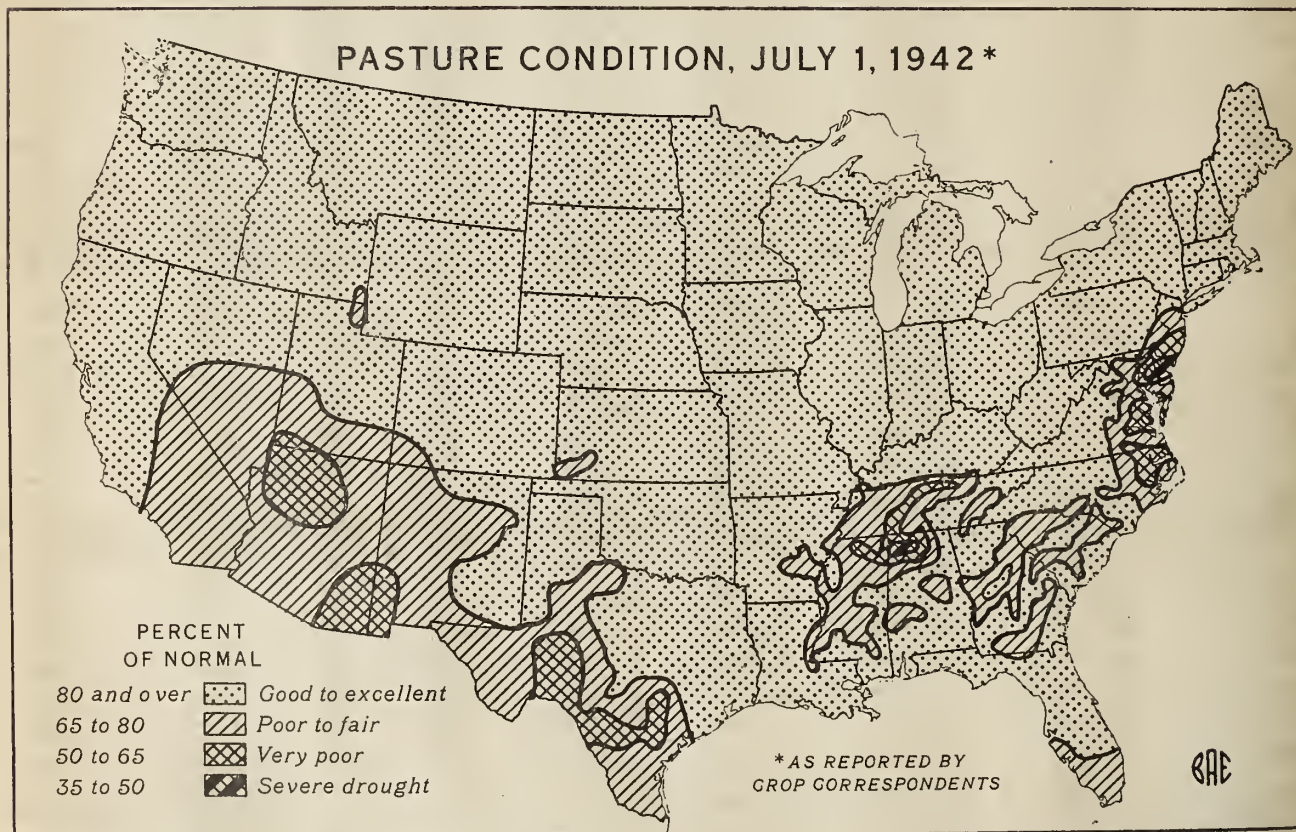 PASTURE CONDITION, JULY 1, 1942*
PERCENT
OF NORMAL
80 and over Good to excellent
65 to 80 Poor to fair
50 to 65 Very poor
35 to 50 Severe drought
*AS REPORTED BY
CROP CORRESPONDENTS
BAE